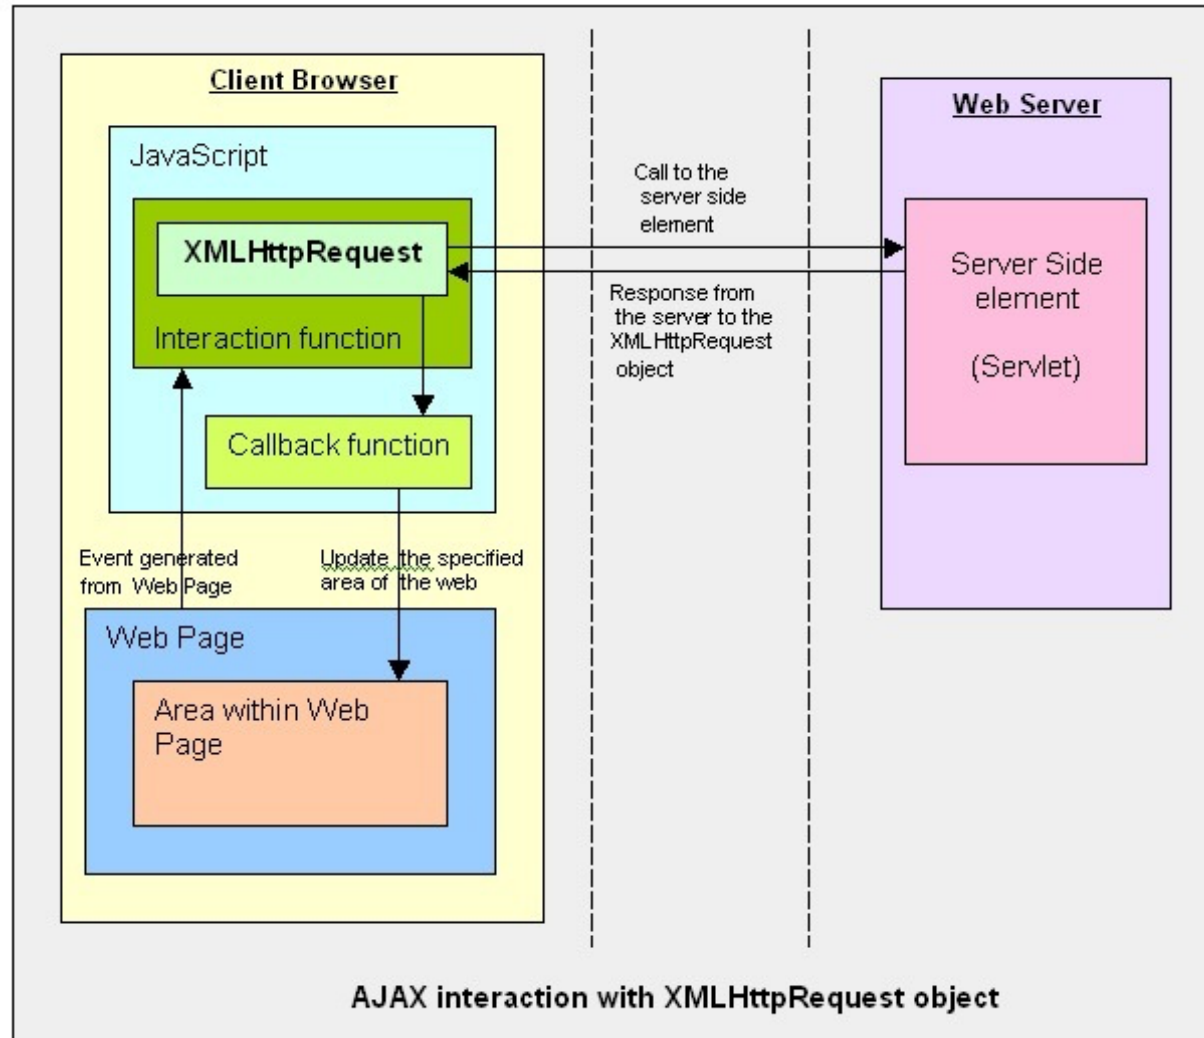 Client Browser
JavaScript
XMLHttpRequest
Interaction function
Callback function
Event generated
from Web Page
Update the specified
area of the web
Web Page
Area within Web
Page
Call to the
server side
element
Response from
the server to the
XMLHttpRequest
object
Web Server
Server Side
element
(Servlet)
AJAX interaction with XMLHttpRequest object